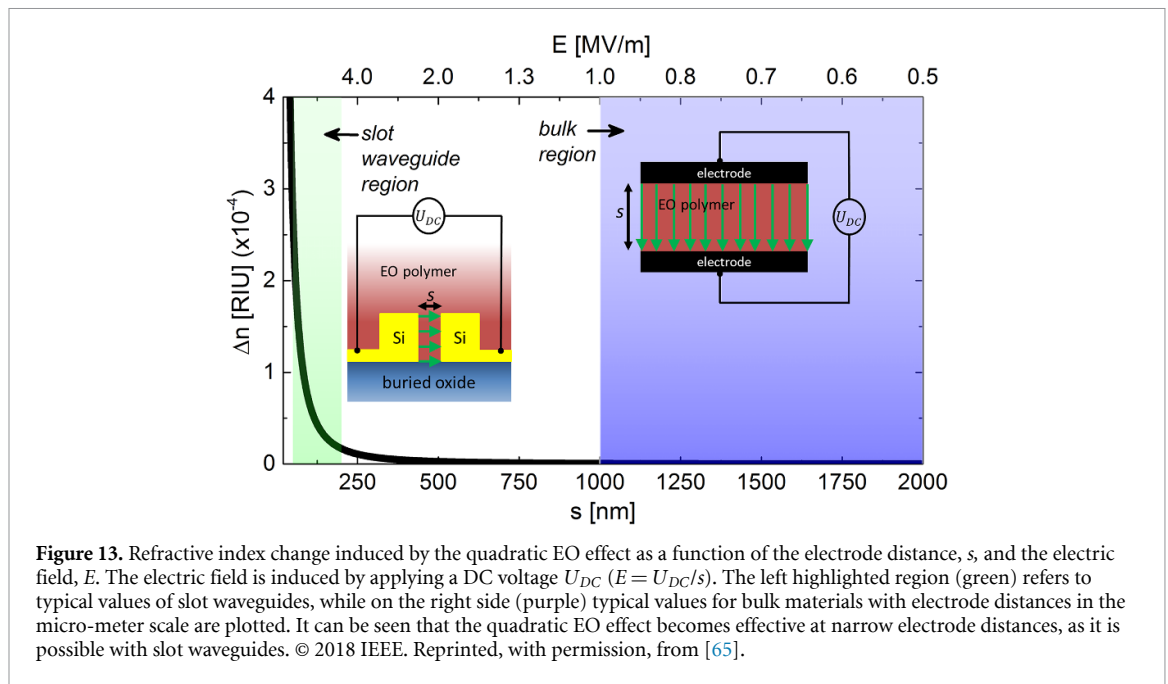 E [MV/m]
4.0 2.0 1.3 1.0 0.8 0.7 0.6 0.5
4
3
2
1
0
Δn [RIU] (x10⁻⁴)
slot
waveguide
region
bulk
region
U_DC
EO polymer
s
Si Si
buried oxide
electrode
s
EO polymer
U_DC
electrode
250 500 750 1000 1250 1500 1750 2000
s [nm]
Figure 13. Refractive index change induced by the quadratic EO effect as a function of the electrode distance, s, and the electric
field, E. The electric field is induced by applying a DC voltage U_DC (E = U_DC/s). The left highlighted region (green) refers to
typical values of slot waveguides, while on the right side (purple) typical values for bulk materials with electrode distances in the
micro-meter scale are plotted. It can be seen that the quadratic EO effect becomes effective at narrow electrode distances, as it is
possible with slot waveguides. © 2018 IEEE. Reprinted, with permission, from [65].